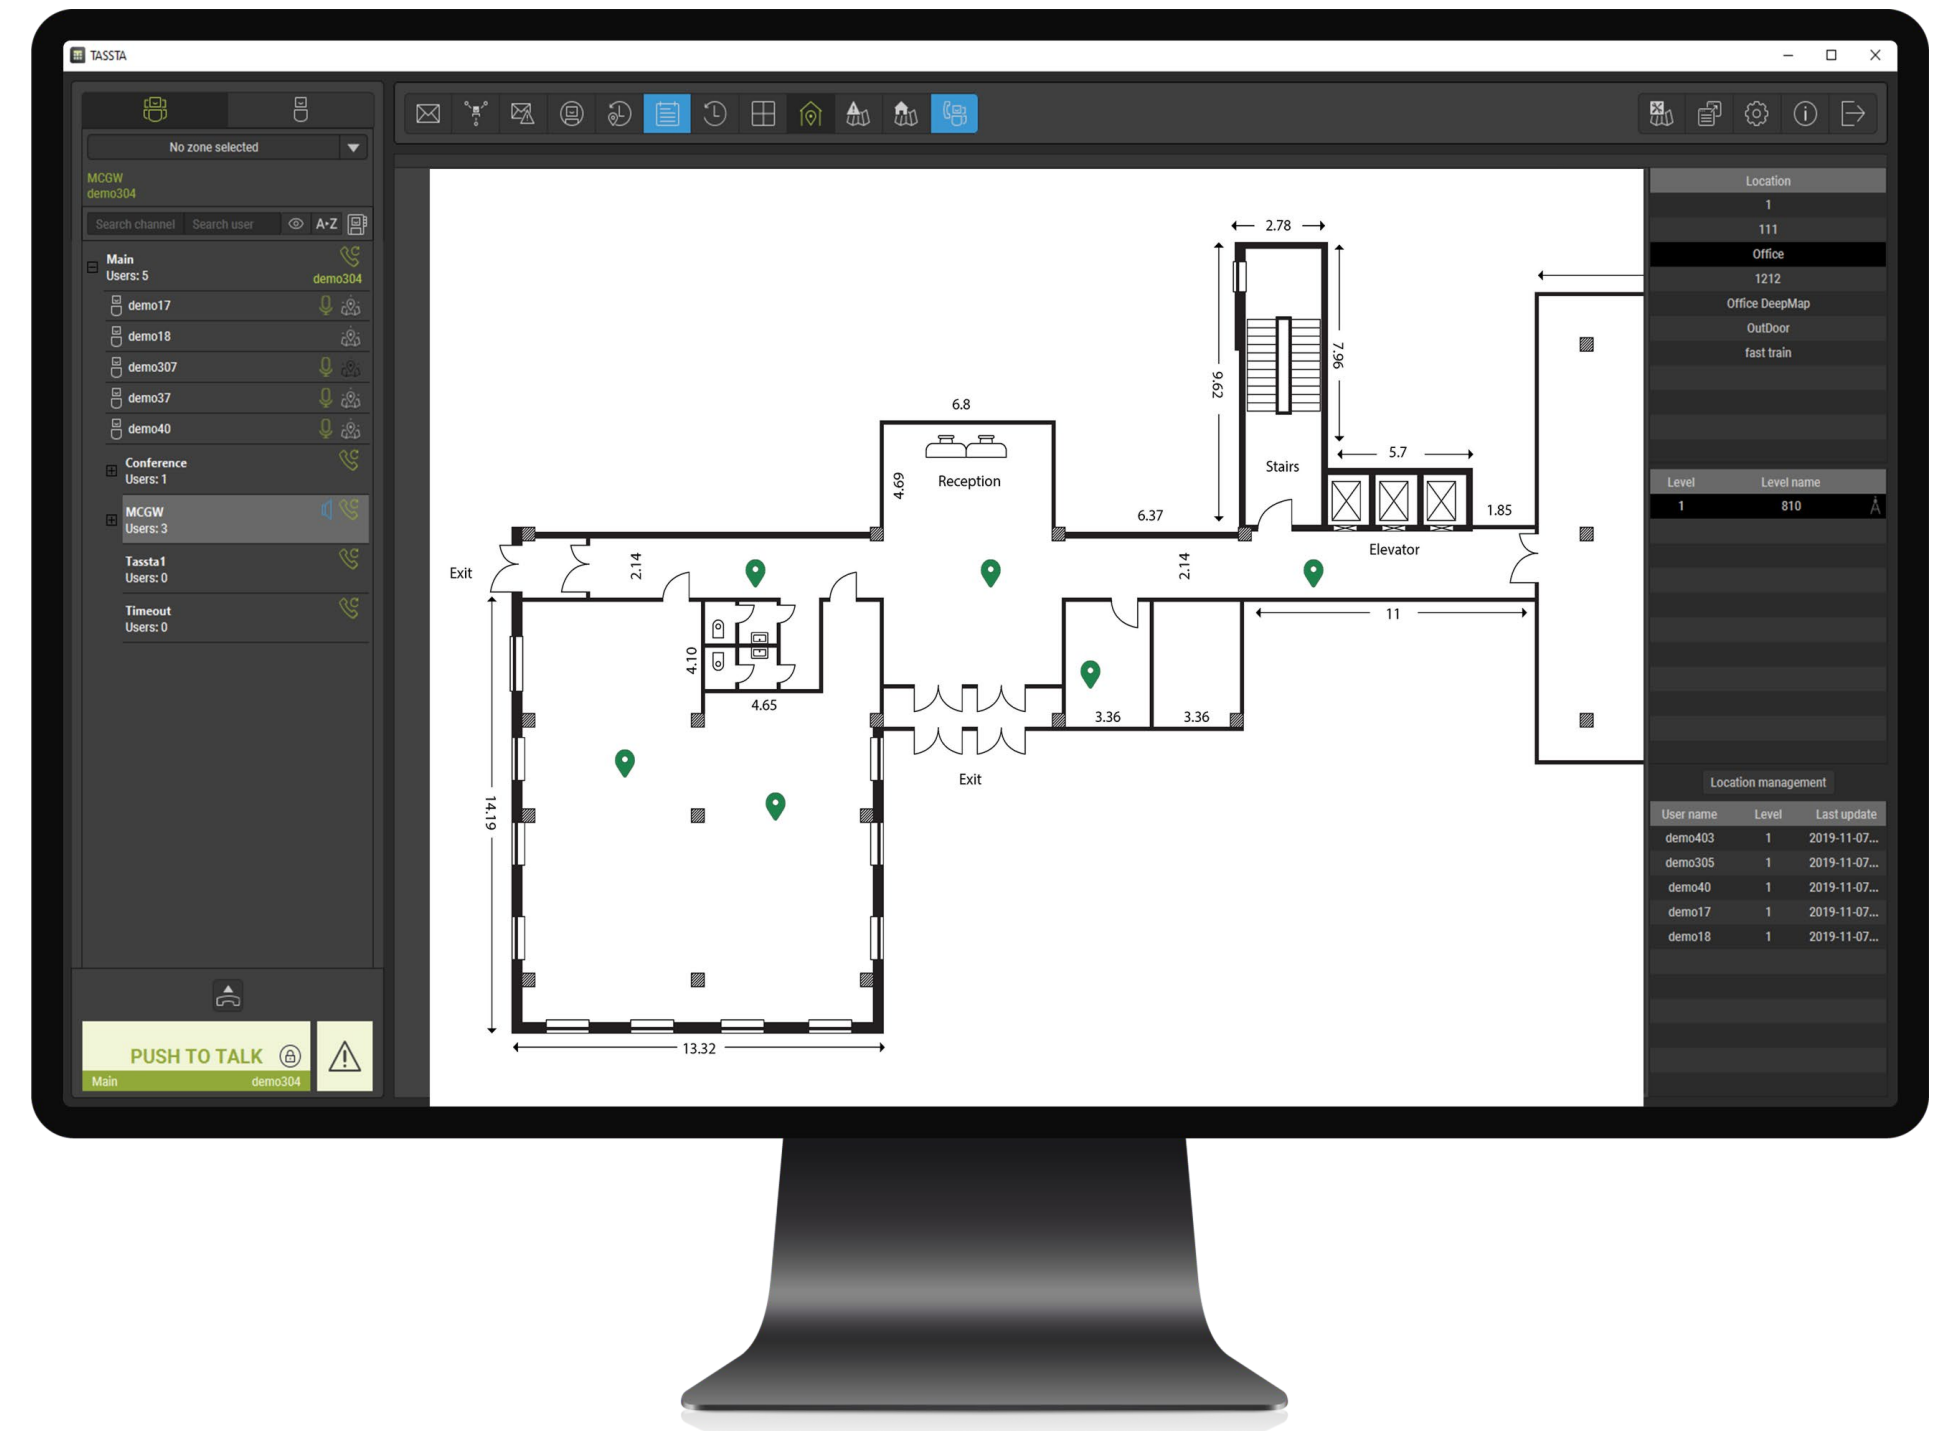 TASSTA
No zone selected
MCGW
demo304
Search channel Search user A▸Z
Main
Users: 5 demo304
demo17
demo18
demo307
demo37
demo40
Conference
Users: 1
MCGW
Users: 3
Tassta1
Users: 0
Timeout
Users: 0
PUSH TO TALK
Main demo304
2.78
9.62
7.96
6.8
4.69
Reception
Stairs
5.7
6.37
1.85
Elevator
Exit
2.14
2.14
11
4.10
4.65
3.36
3.36
Exit
14.19
13.32
Location
1
111
Office
1212
Office DeepMap
OutDoor
fast train
Level Level name
1 810
Location management
User name Level Last update
demo403 1 2019-11-07...
demo305 1 2019-11-07...
demo40 1 2019-11-07...
demo17 1 2019-11-07...
demo18 1 2019-11-07...